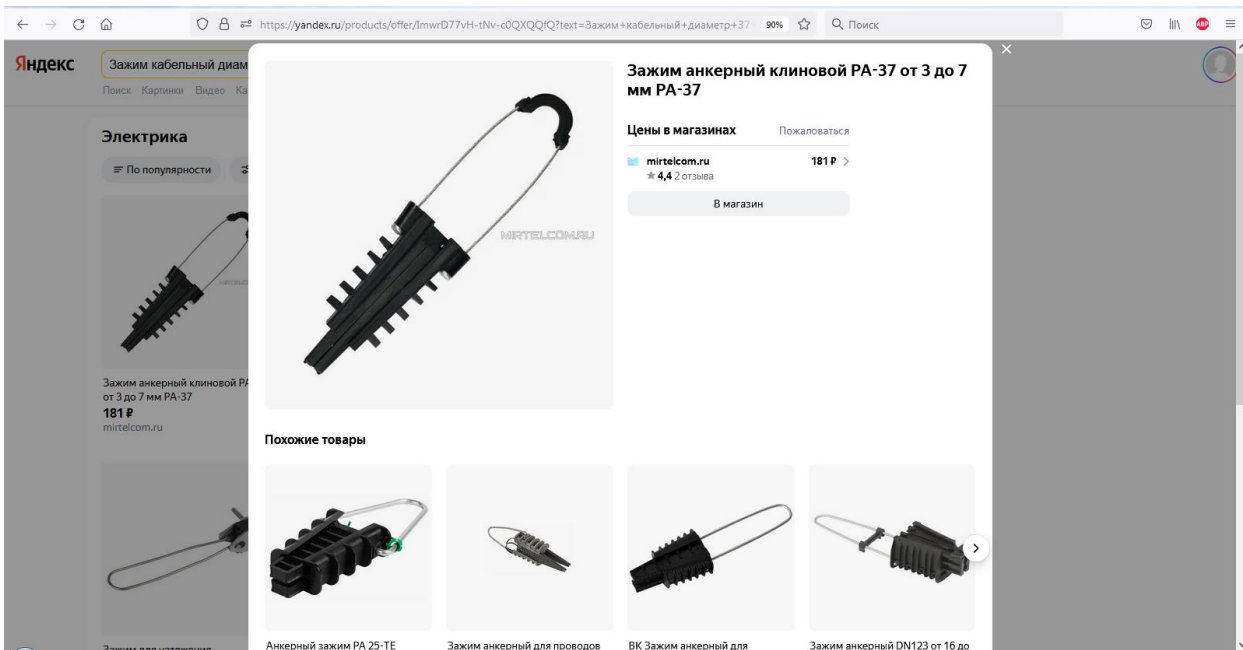 https://yandex.ru/products/offer/ImwrD77vH-tNv-c0QXQQfQ?text=Зажим+кабельный+диаметр+37
90%
Поиск
ABP
Яндекс
Зажим кабельный диам
Поиск Картинки Видео Ка
Электрика
По популярности
Зажим анкерный клиновой РА
от 3 до 7 мм РА-37
181 ₽
mirtelcom.ru
MIRTELCOM.RU
Зажим анкерный клиновой РА-37 от 3 до 7
мм РА-37
Цены в магазинах Пожаловаться
mirtelcom.ru 181 ₽
4,4 2 отзыва
В магазин
Похожие товары
Анкерный зажим РА 25-ТЕ
Зажим анкерный для проводов
ВК Зажим анкерный для
Зажим анкерный DN123 от 16 до
Зажим для натяжения